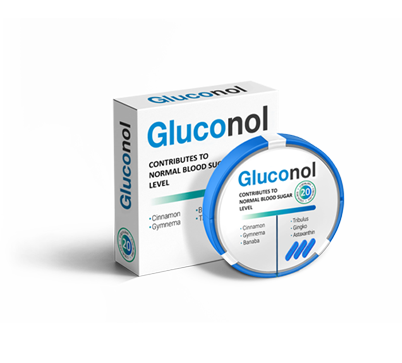 Gluconol
CONTRIBUTES TO
NORMAL BLOOD SUGAR
LEVEL
•Cinnamon
•Gymnema
20
Gluconol
Gluconol
CONTRIBUTES TO
NORMAL BLOOD SUGAR
LEVEL
20
- Cinnamon
- Gymnema
- Banaba
- Tribulus
- Gingko
- Astaxanthin